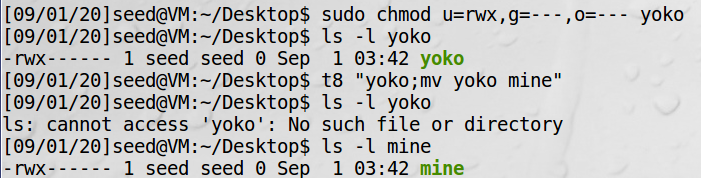 [09/01/20]seed@VM:~/Desktop$ sudo chmod u=rwx,g=---,o=--- yoko
[09/01/20]seed@VM:~/Desktop$ ls -l yoko
-rwx------ 1 seed seed 0 Sep  1 03:42 yoko
[09/01/20]seed@VM:~/Desktop$ t8 "yoko;mv yoko mine"
[09/01/20]seed@VM:~/Desktop$ ls -l yoko
ls: cannot access 'yoko': No such file or directory
[09/01/20]seed@VM:~/Desktop$ ls -l mine
-rwx------ 1 seed seed 0 Sep  1 03:42 mine